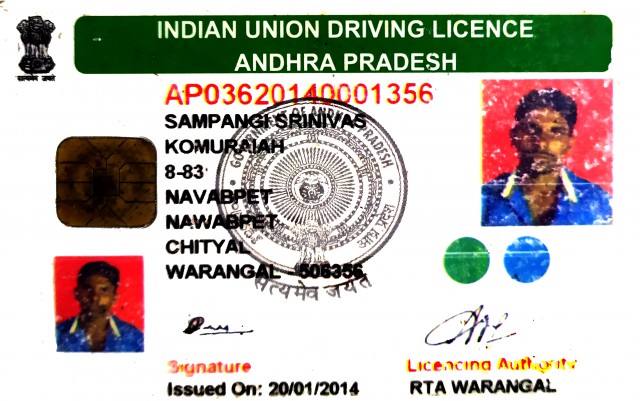 INDIAN UNION DRIVING LICENCE
ANDHRA PRADESH
सत्यमेव जयते
AP03620140001356
SAMPANGI SRINIVAS
KOMURAIAH
8-83
NAVABPET
NAWABPET
CHITYAL
WARANGAL 506356
GOVERNMENT OF ANDHRA PRADESH
आंध्र प्रदेश
सत्यमेव जयते
Signature
Licencing Authority
Issued On: 20/01/2014
RTA WARANGAL